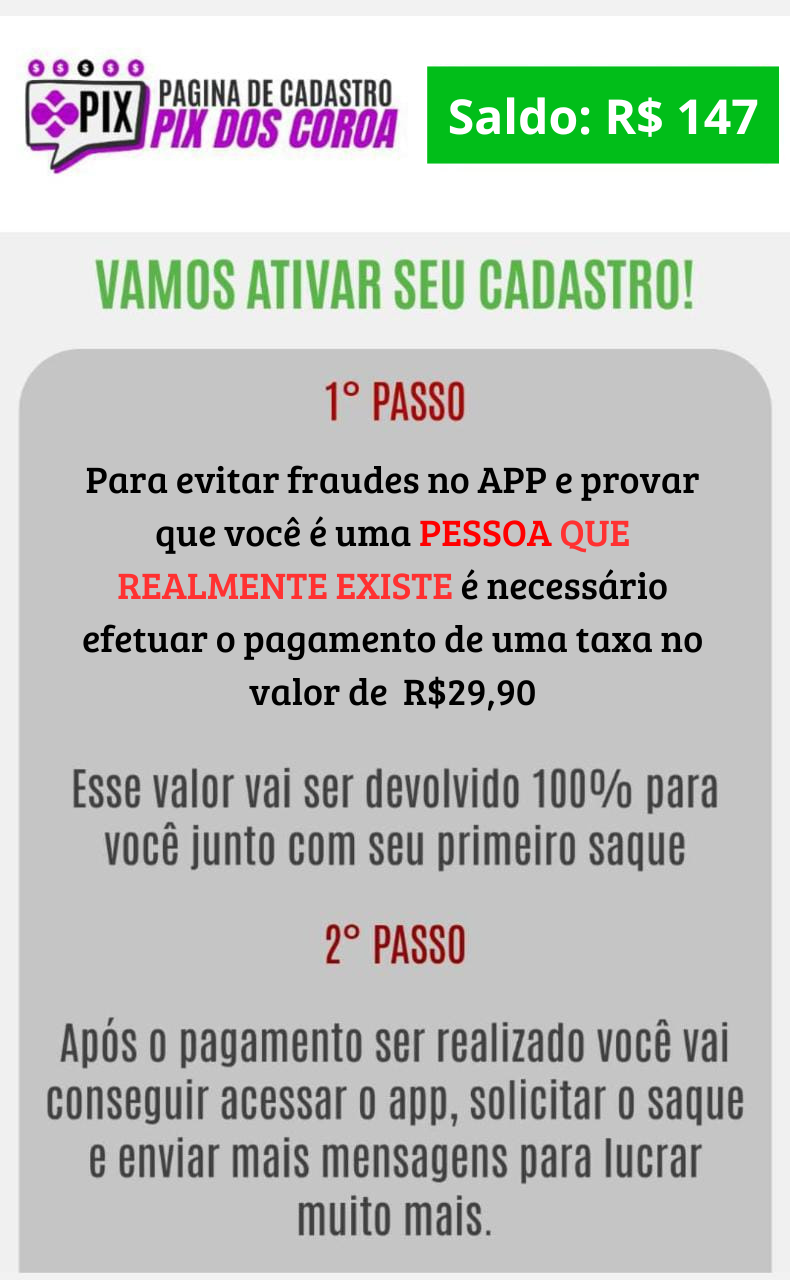 $ $ $ $ $
PIX
PAGINA DE CADASTRO
PIX DOS COROA
Saldo: R$ 147
VAMOS ATIVAR SEU CADASTRO!
1° PASSO
Para evitar fraudes no APP e provar
que você é uma PESSOA QUE
REALMENTE EXISTE é necessário
efetuar o pagamento de uma taxa no
valor de R$29,90
Esse valor vai ser devolvido 100% para
você junto com seu primeiro saque
2° PASSO
Após o pagamento ser realizado você vai
conseguir acessar o app, solicitar o saque
e enviar mais mensagens para lucrar
muito mais.